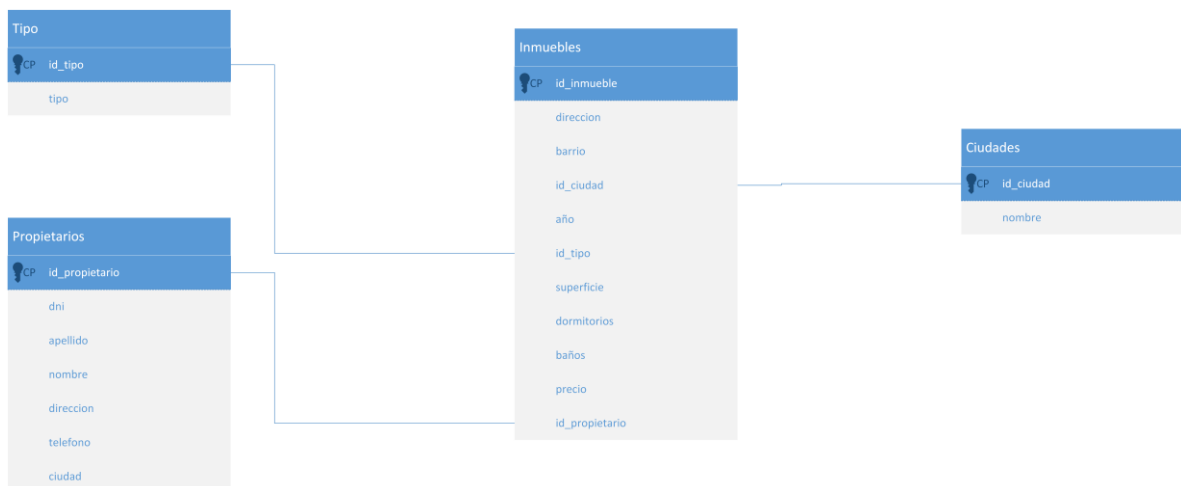 Tipo
CP id_tipo
tipo
Propietarios
CP id_propietario
dni
apellido
nombre
direccion
telefono
ciudad
Inmuebles
CP id_inmueble
direccion
barrio
id_ciudad
año
id_tipo
superficie
dormitorios
baños
precio
id_propietario
Ciudades
CP id_ciudad
nombre